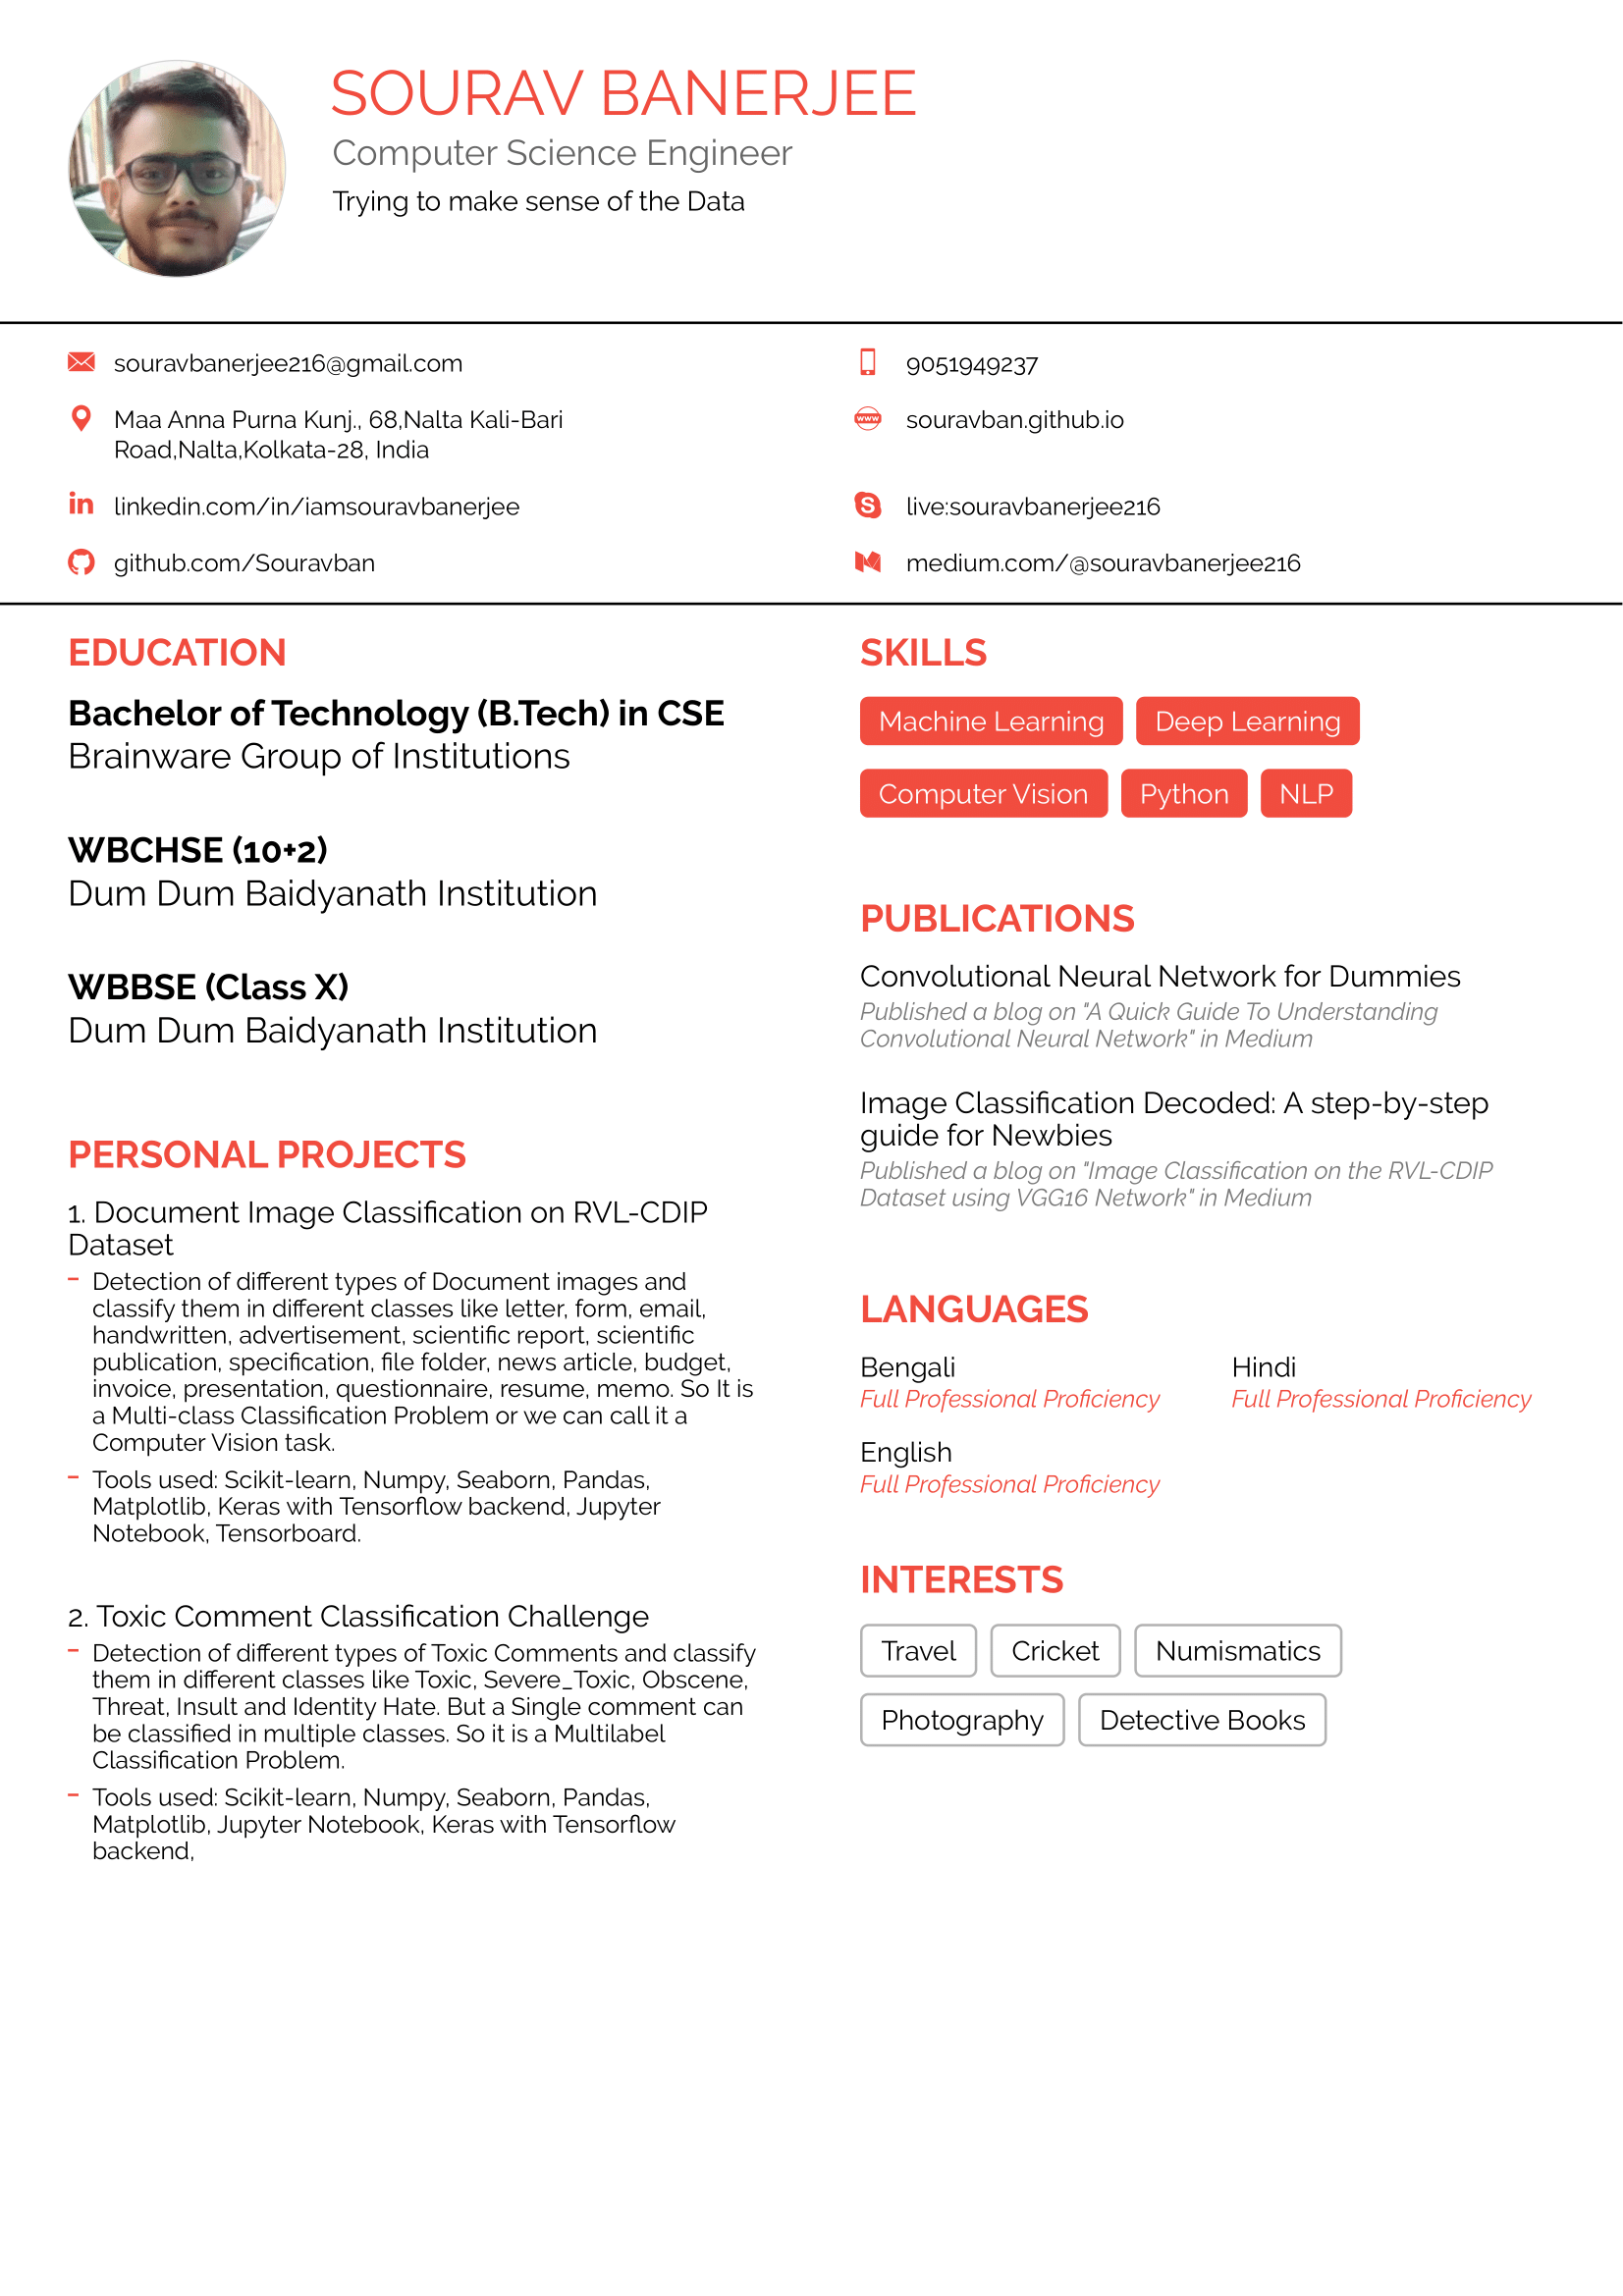 SOURAV BANERJEE
Computer Science Engineer
Trying to make sense of the Data
souravbanerjee216@gmail.com
9051949237
Maa Anna Purna Kunj., 68,Nalta Kali-Bari
Road,Nalta,Kolkata-28, India
souravban.github.io
linkedin.com/in/iamsouravbanerjee
live:souravbanerjee216
github.com/Souravban
medium.com/@souravbanerjee216
EDUCATION
Bachelor of Technology (B.Tech) in CSE
Brainware Group of Institutions
WBCHSE (10+2)
Dum Dum Baidyanath Institution
WBBSE (Class X)
Dum Dum Baidyanath Institution
PERSONAL PROJECTS
1. Document Image Classification on RVL-CDIP
Dataset
– Detection of different types of Document images and
classify them in different classes like letter, form, email,
handwritten, advertisement, scientific report, scientific
publication, specification, file folder, news article, budget,
invoice, presentation, questionnaire, resume, memo. So It is
a Multi-class Classification Problem or we can call it a
Computer Vision task.
– Tools used: Scikit-learn, Numpy, Seaborn, Pandas,
Matplotlib, Keras with Tensorflow backend, Jupyter
Notebook, Tensorboard.
2. Toxic Comment Classification Challenge
– Detection of different types of Toxic Comments and classify
them in different classes like Toxic, Severe_Toxic, Obscene,
Threat, Insult and Identity Hate. But a Single comment can
be classified in multiple classes. So it is a Multilabel
Classification Problem.
– Tools used: Scikit-learn, Numpy, Seaborn, Pandas,
Matplotlib, Jupyter Notebook, Keras with Tensorflow
backend,
SKILLS
Machine Learning Deep Learning
Computer Vision Python NLP
PUBLICATIONS
Convolutional Neural Network for Dummies
Published a blog on "A Quick Guide To Understanding
Convolutional Neural Network" in Medium
Image Classification Decoded: A step-by-step
guide for Newbies
Published a blog on "Image Classification on the RVL-CDIP
Dataset using VGG16 Network" in Medium
LANGUAGES
Bengali Hindi
Full Professional Proficiency Full Professional Proficiency
English
Full Professional Proficiency
INTERESTS
Travel Cricket Numismatics
Photography Detective Books